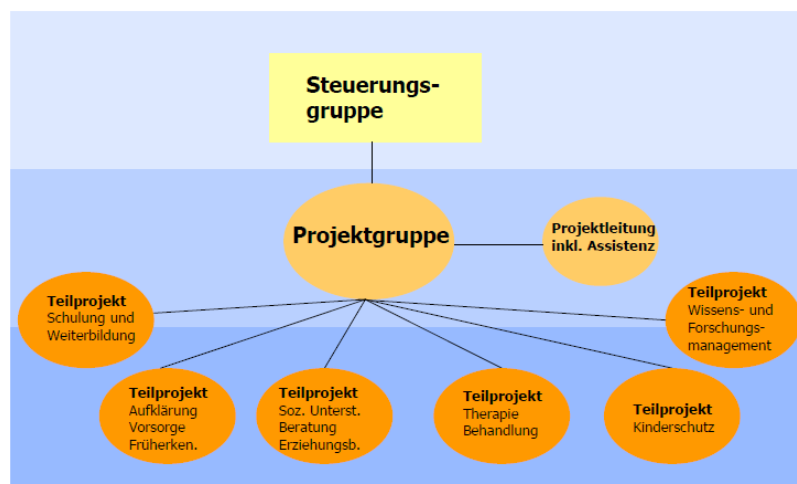 Steuerungs-
gruppe
Projektgruppe
Projektleitung
inkl. Assistenz
Teilprojekt
Schulung und
Weiterbildung
Teilprojekt
Wissens- und
Forschungs-
management
Teilprojekt
Aufklärung
Vorsorge
Früherken.
Teilprojekt
Soz. Unterst.
Beratung
Erziehungsb.
Teilprojekt
Therapie
Behandlung
Teilprojekt
Kinderschutz